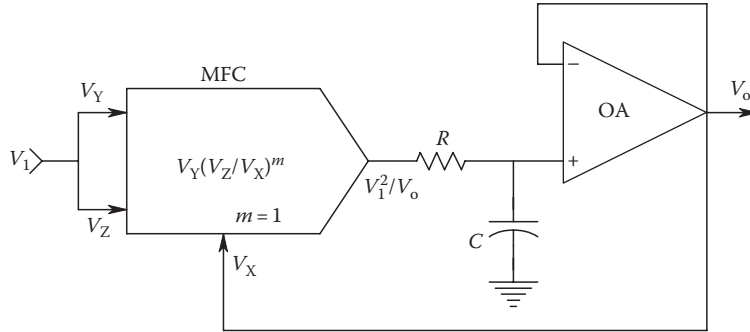 MFC
V_Y
V_1
V_Y(V_Z/V_X)^m
m = 1
V_Z
V_X
V_1^2/V_o
R
C
−
+
OA
V_o